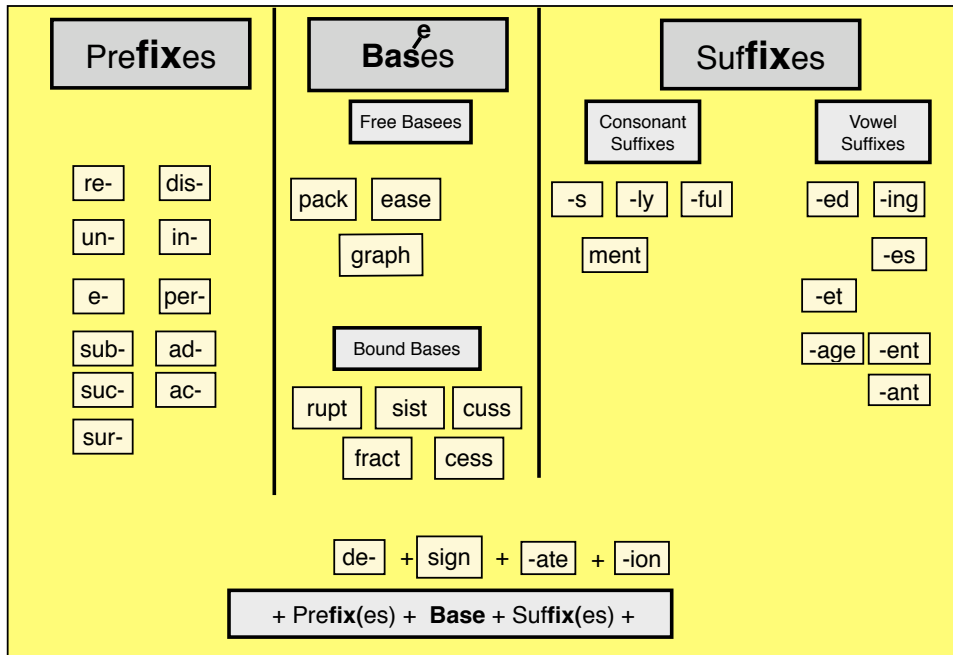 Prefixes
re- dis-
un- in-
e- per-
sub- ad-
suc- ac-
sur-
e
Bases
Free Basees
pack ease
graph
Bound Bases
rupt sist cuss
fract cess
Suffixes
Consonant
Suffixes
-s -ly -ful
ment
Vowel
Suffixes
-ed -ing
-es
-et
-age -ent
-ant
de- + sign + -ate + -ion
+ Prefix(es) + Base + Suffix(es) +